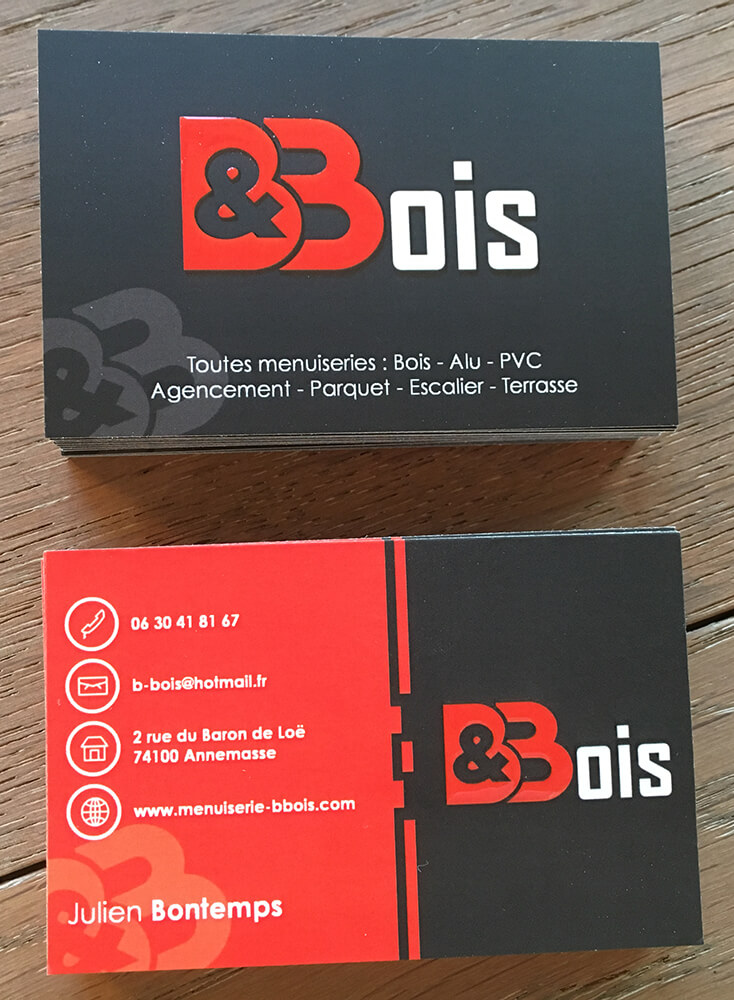 B&Bois
Toutes menuiseries : Bois - Alu - PVC
Agencement - Parquet - Escalier - Terrasse
06 30 41 81 67
b-bois@hotmail.fr
2 rue du Baron de Loë
74100 Annemasse
www.menuiserie-bbois.com
Julien Bontemps
B&Bois